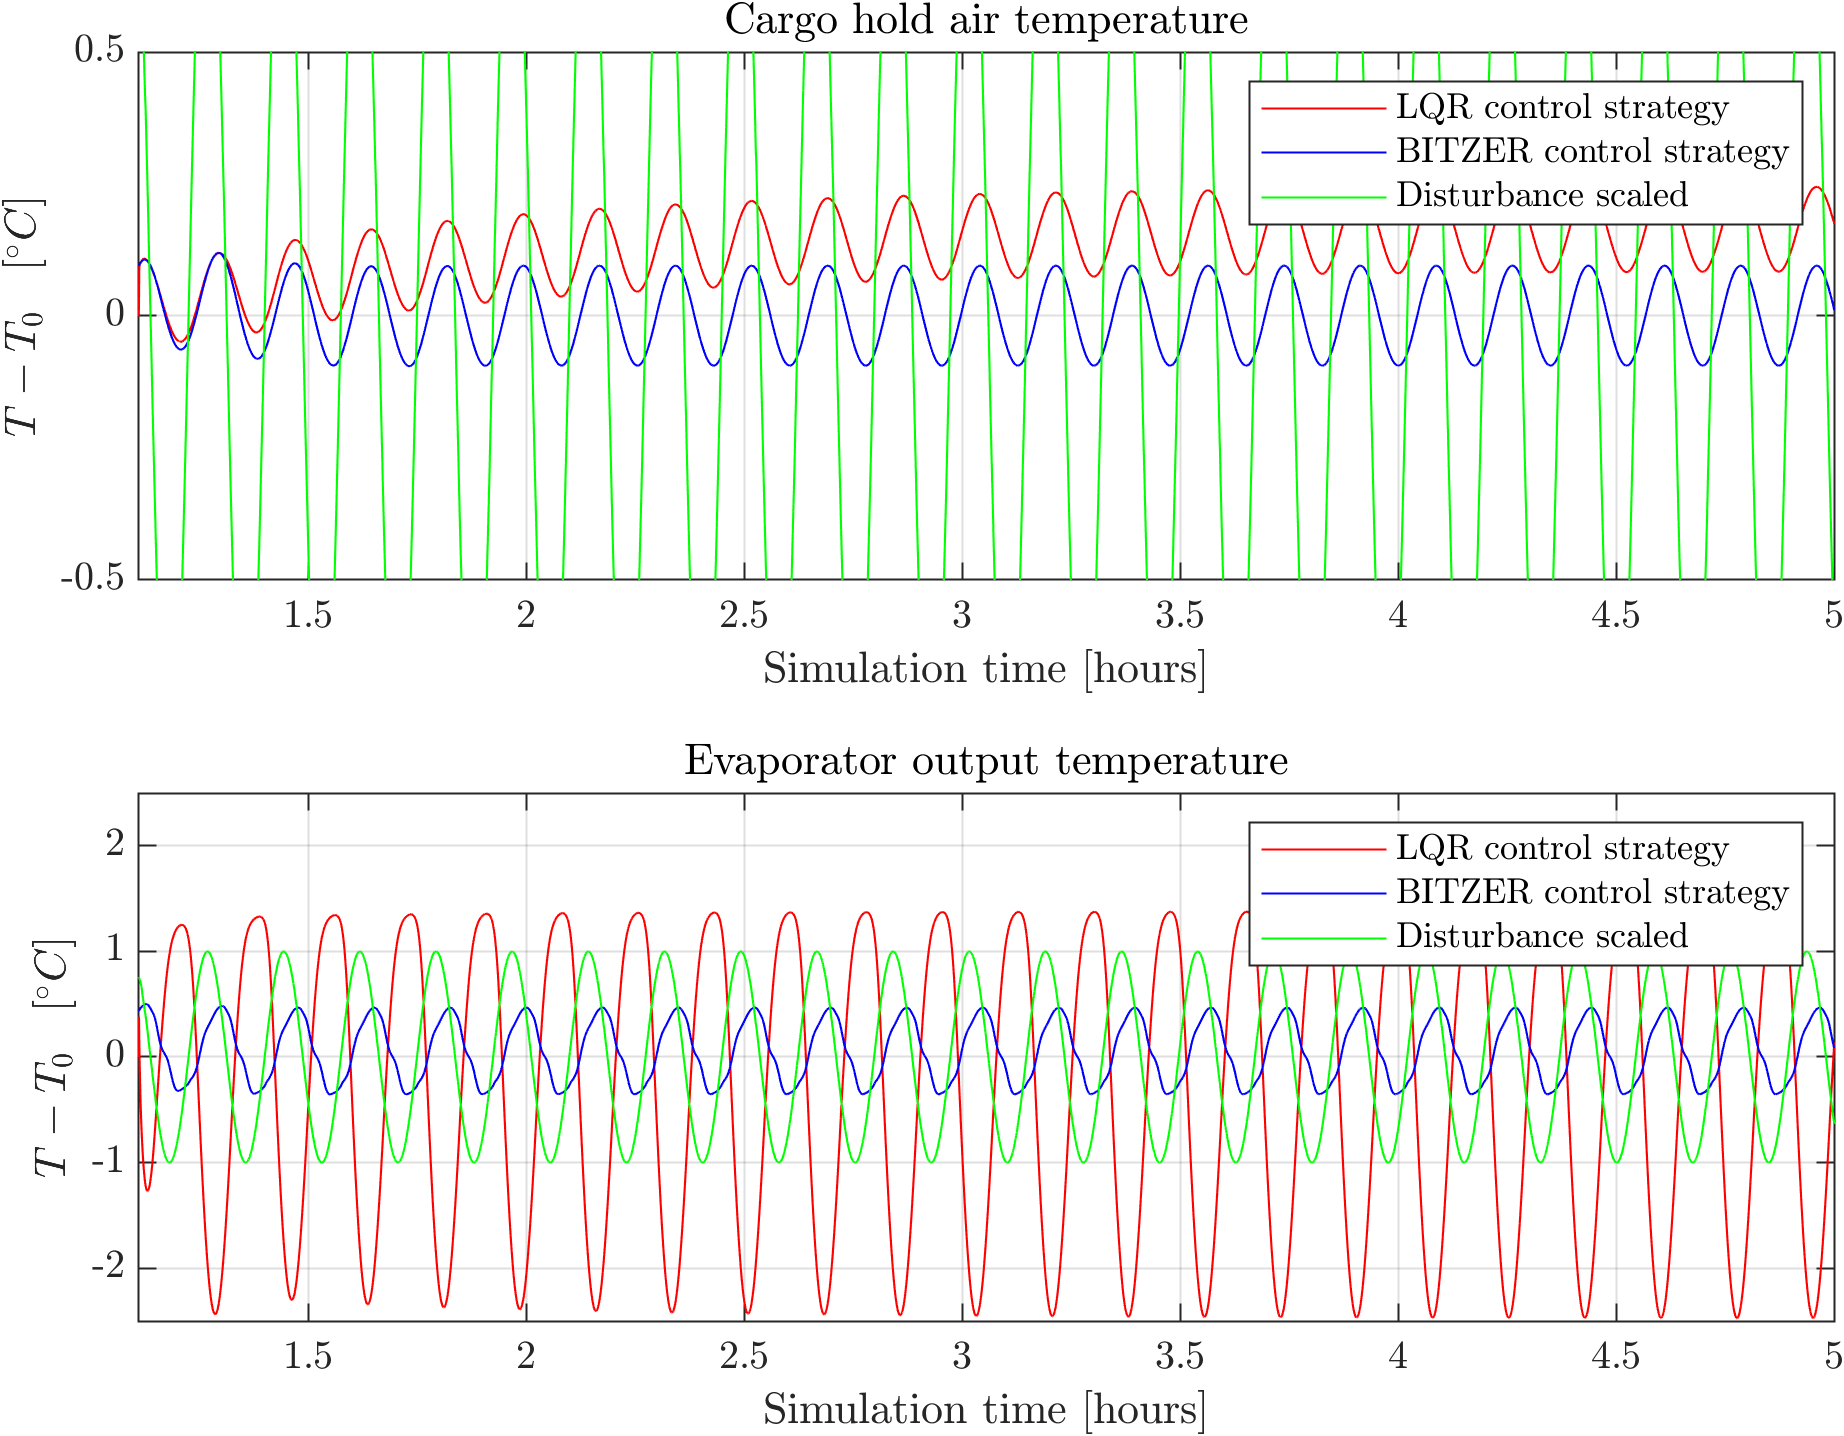 Cargo hold air temperature
0.5
0
-0.5
T − T₀ [°C]
LQR control strategy
BITZER control strategy
Disturbance scaled
1.5 2 2.5 3 3.5 4 4.5 5
Simulation time [hours]
Evaporator output temperature
2
1
0
-1
-2
T − T₀ [°C]
LQR control strategy
BITZER control strategy
Disturbance scaled
1.5 2 2.5 3 3.5 4 4.5 5
Simulation time [hours]